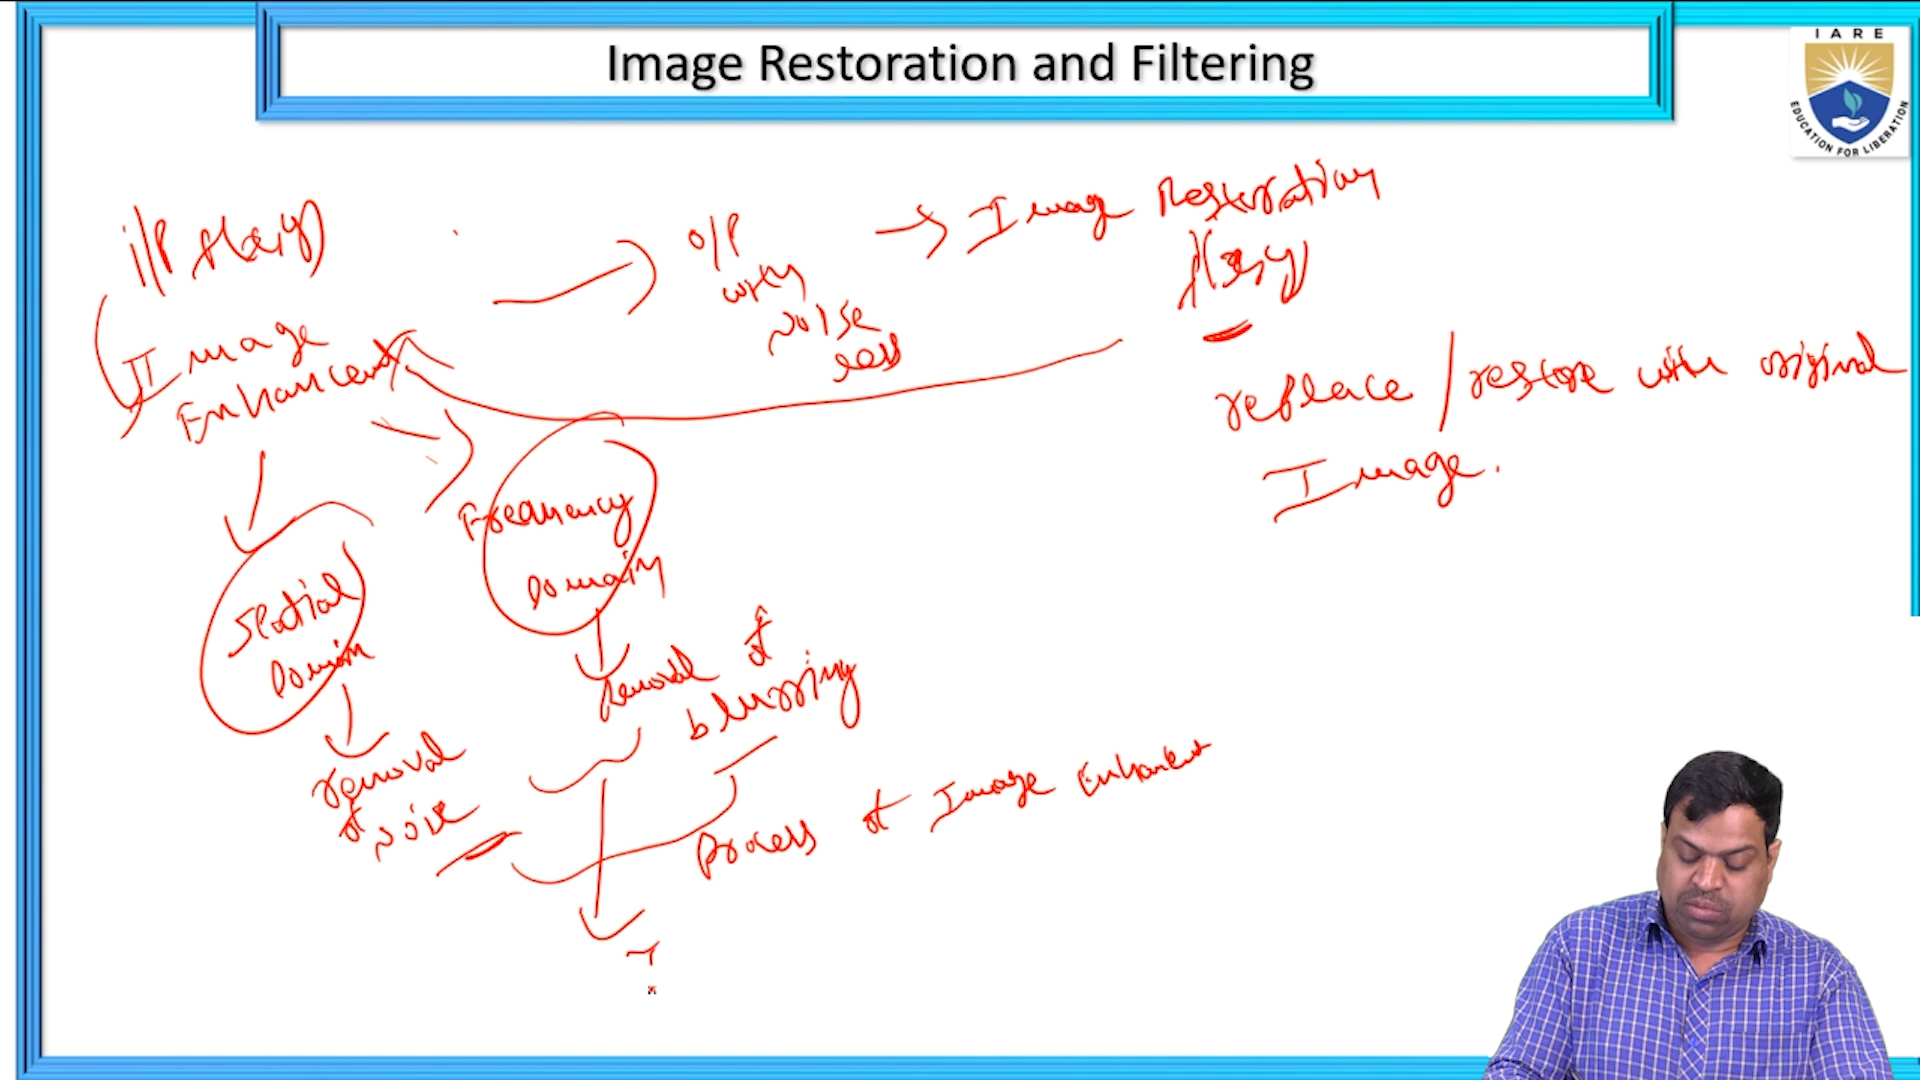 Image Restoration and Filtering
IARE
EDUCATION FOR LIBERATION
i/p f(x,y)
Image
Enhancement
O/P
with
noise
less
→ Image Restoration
f(x,y)
replace / restore with original
Image.
Spatial
Domain
Frequency
Domain
removal
of
noise
removal of
blurring
Process of Image Enhancement
I